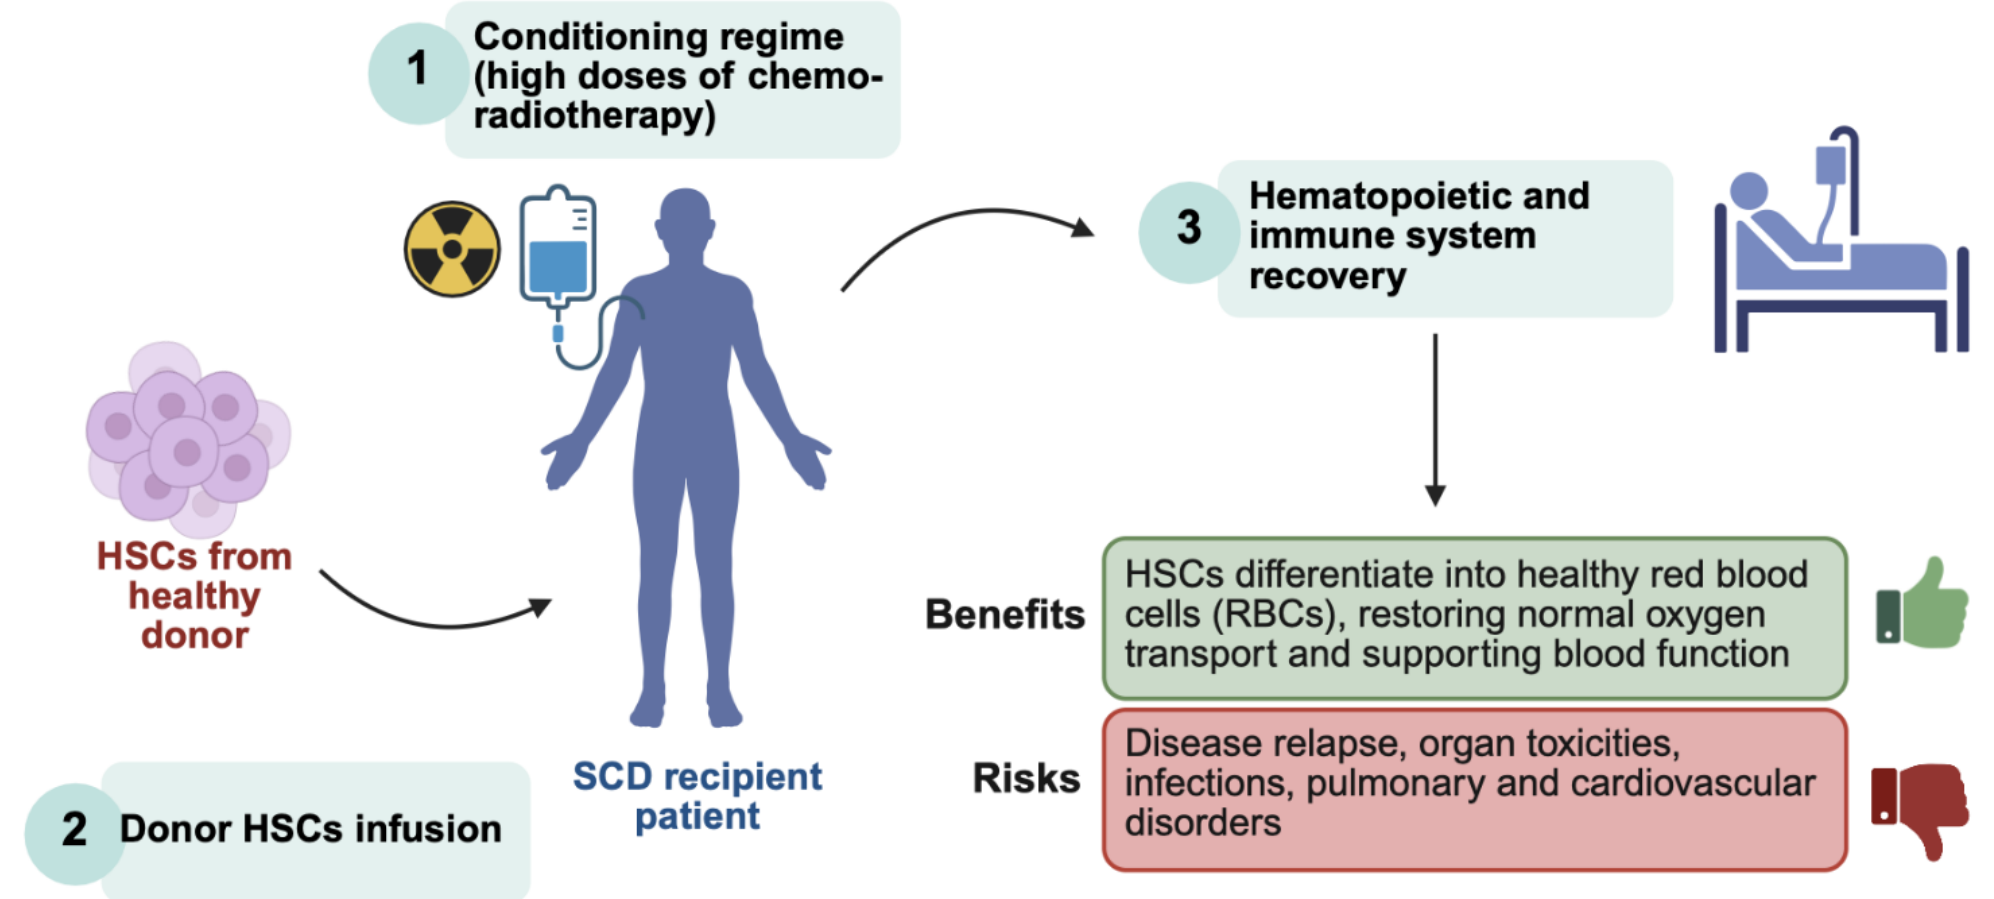 1
Conditioning regime
(high doses of chemo-
radiotherapy)
HSCs from
healthy
donor
2
Donor HSCs infusion
SCD recipient
patient
3
Hematopoietic and
immune system
recovery
Benefits
HSCs differentiate into healthy red blood
cells (RBCs), restoring normal oxygen
transport and supporting blood function
Risks
Disease relapse, organ toxicities,
infections, pulmonary and cardiovascular
disorders